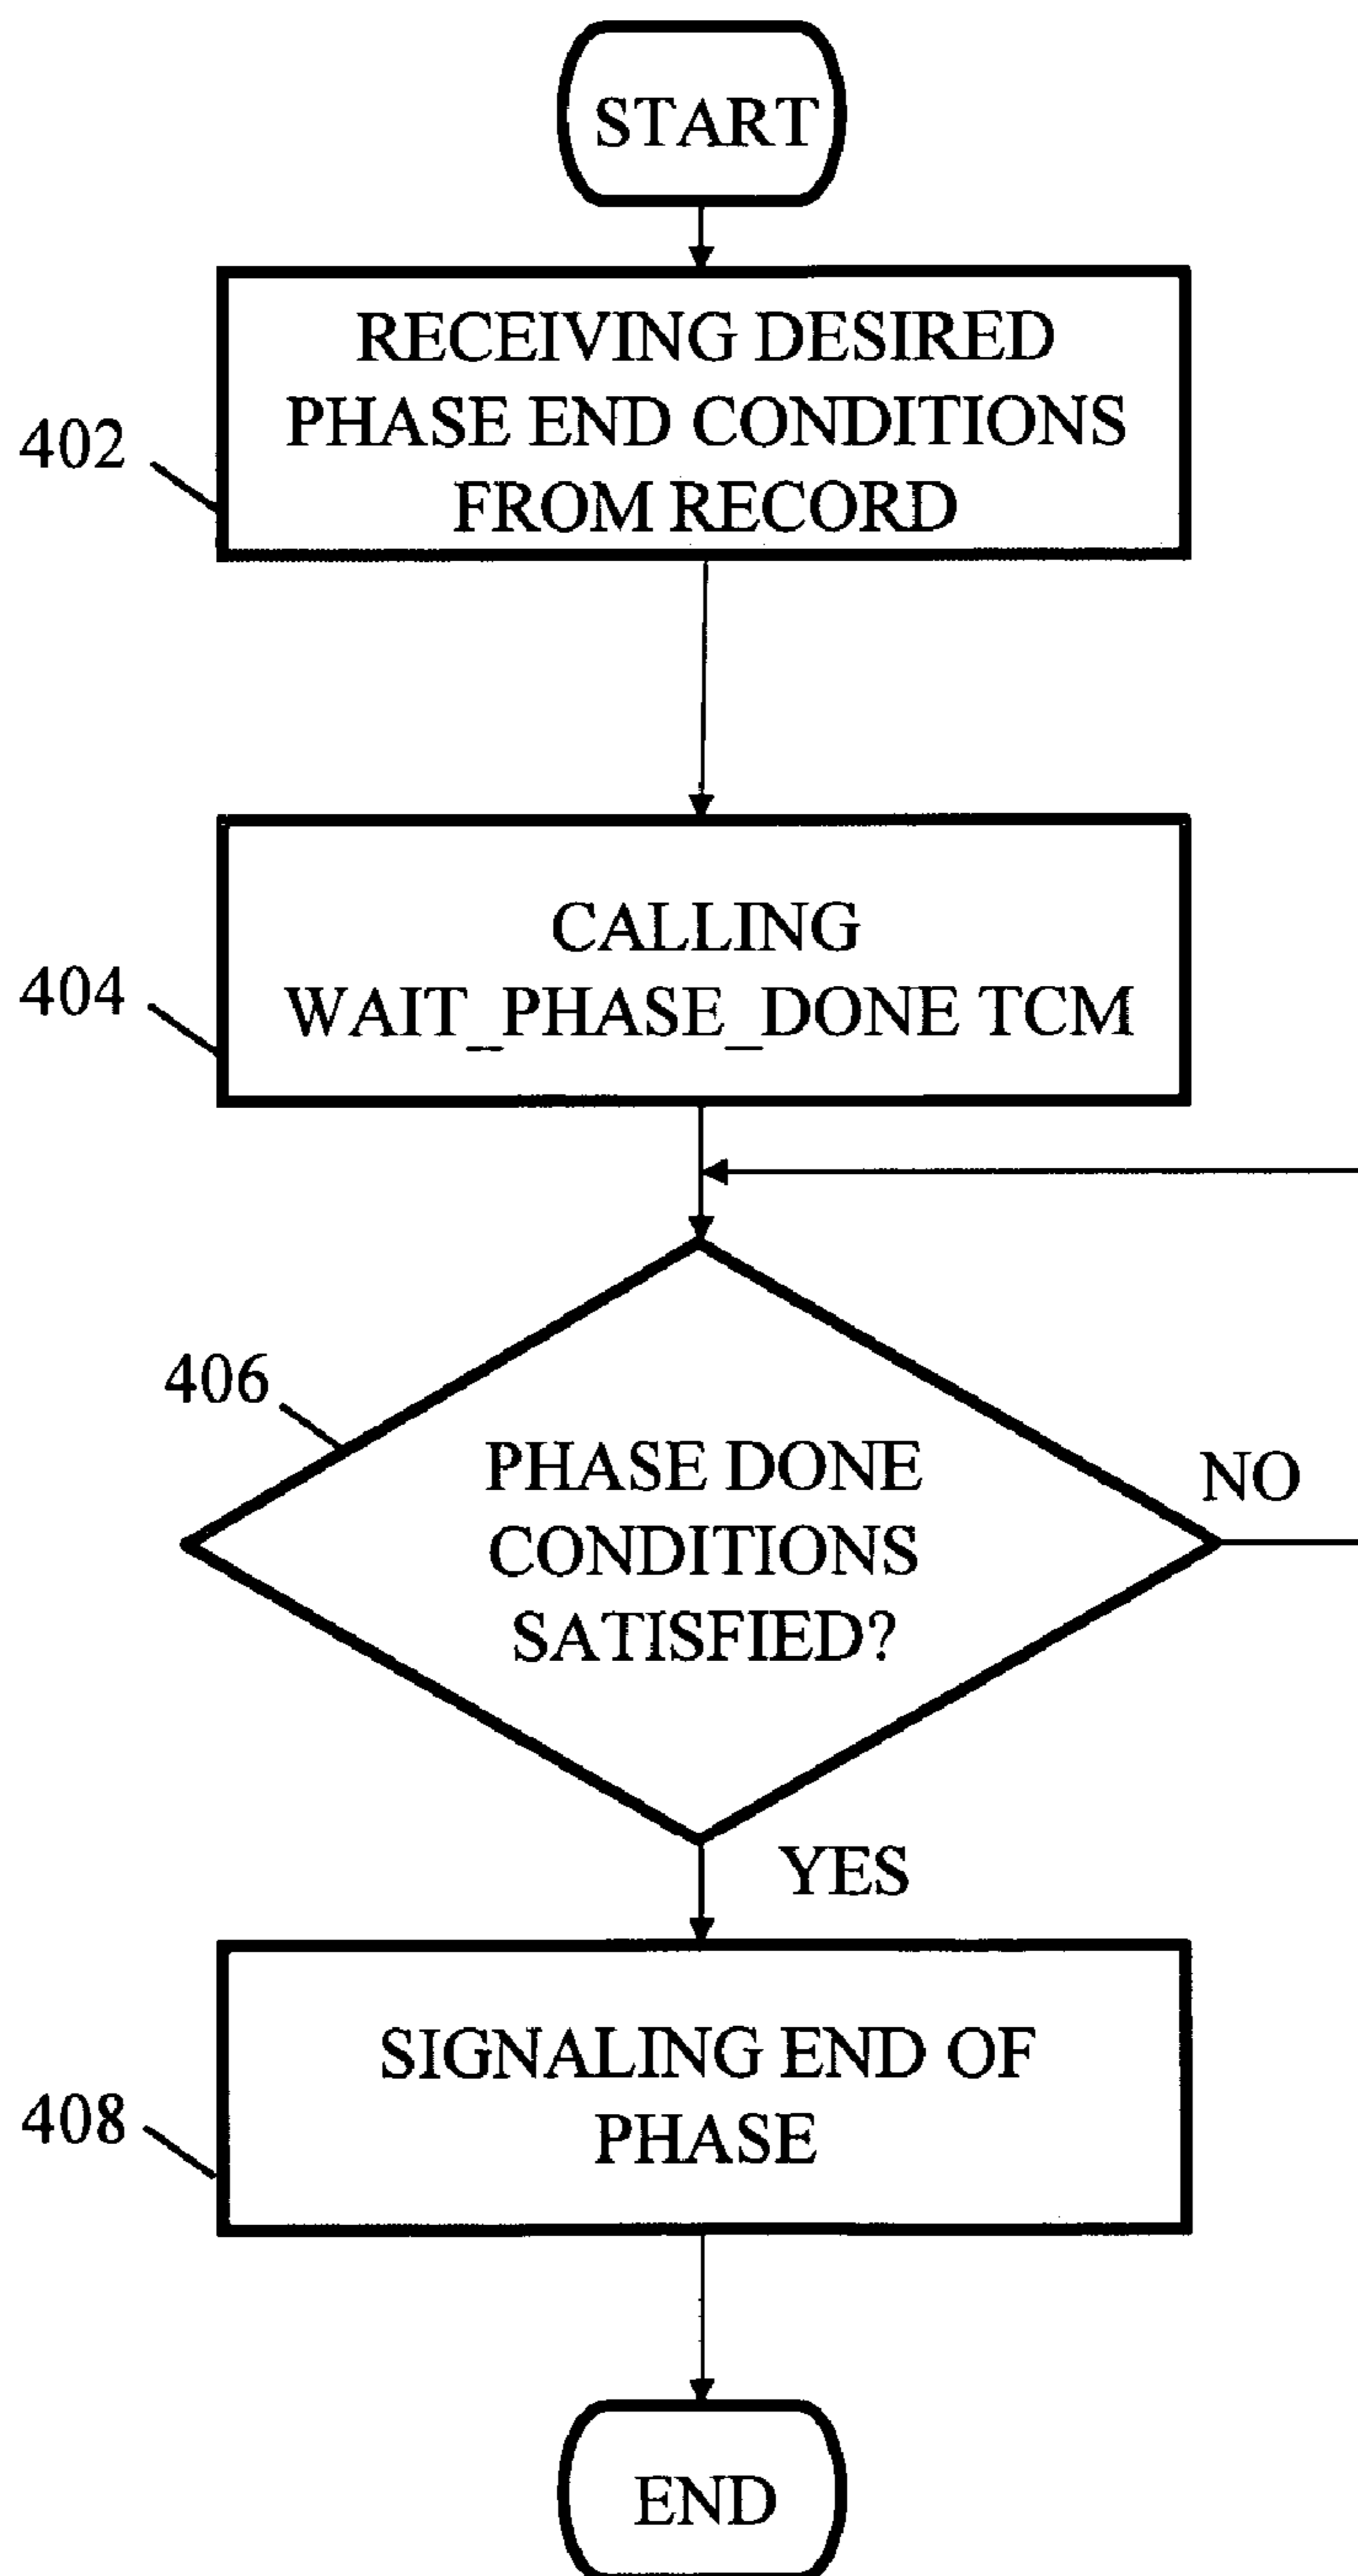 START
RECEIVING DESIRED
PHASE END CONDITIONS
FROM RECORD
402
CALLING
WAIT_PHASE_DONE TCM
404
406
PHASE DONE
CONDITIONS
SATISFIED?
NO
YES
SIGNALING END OF
PHASE
408
END